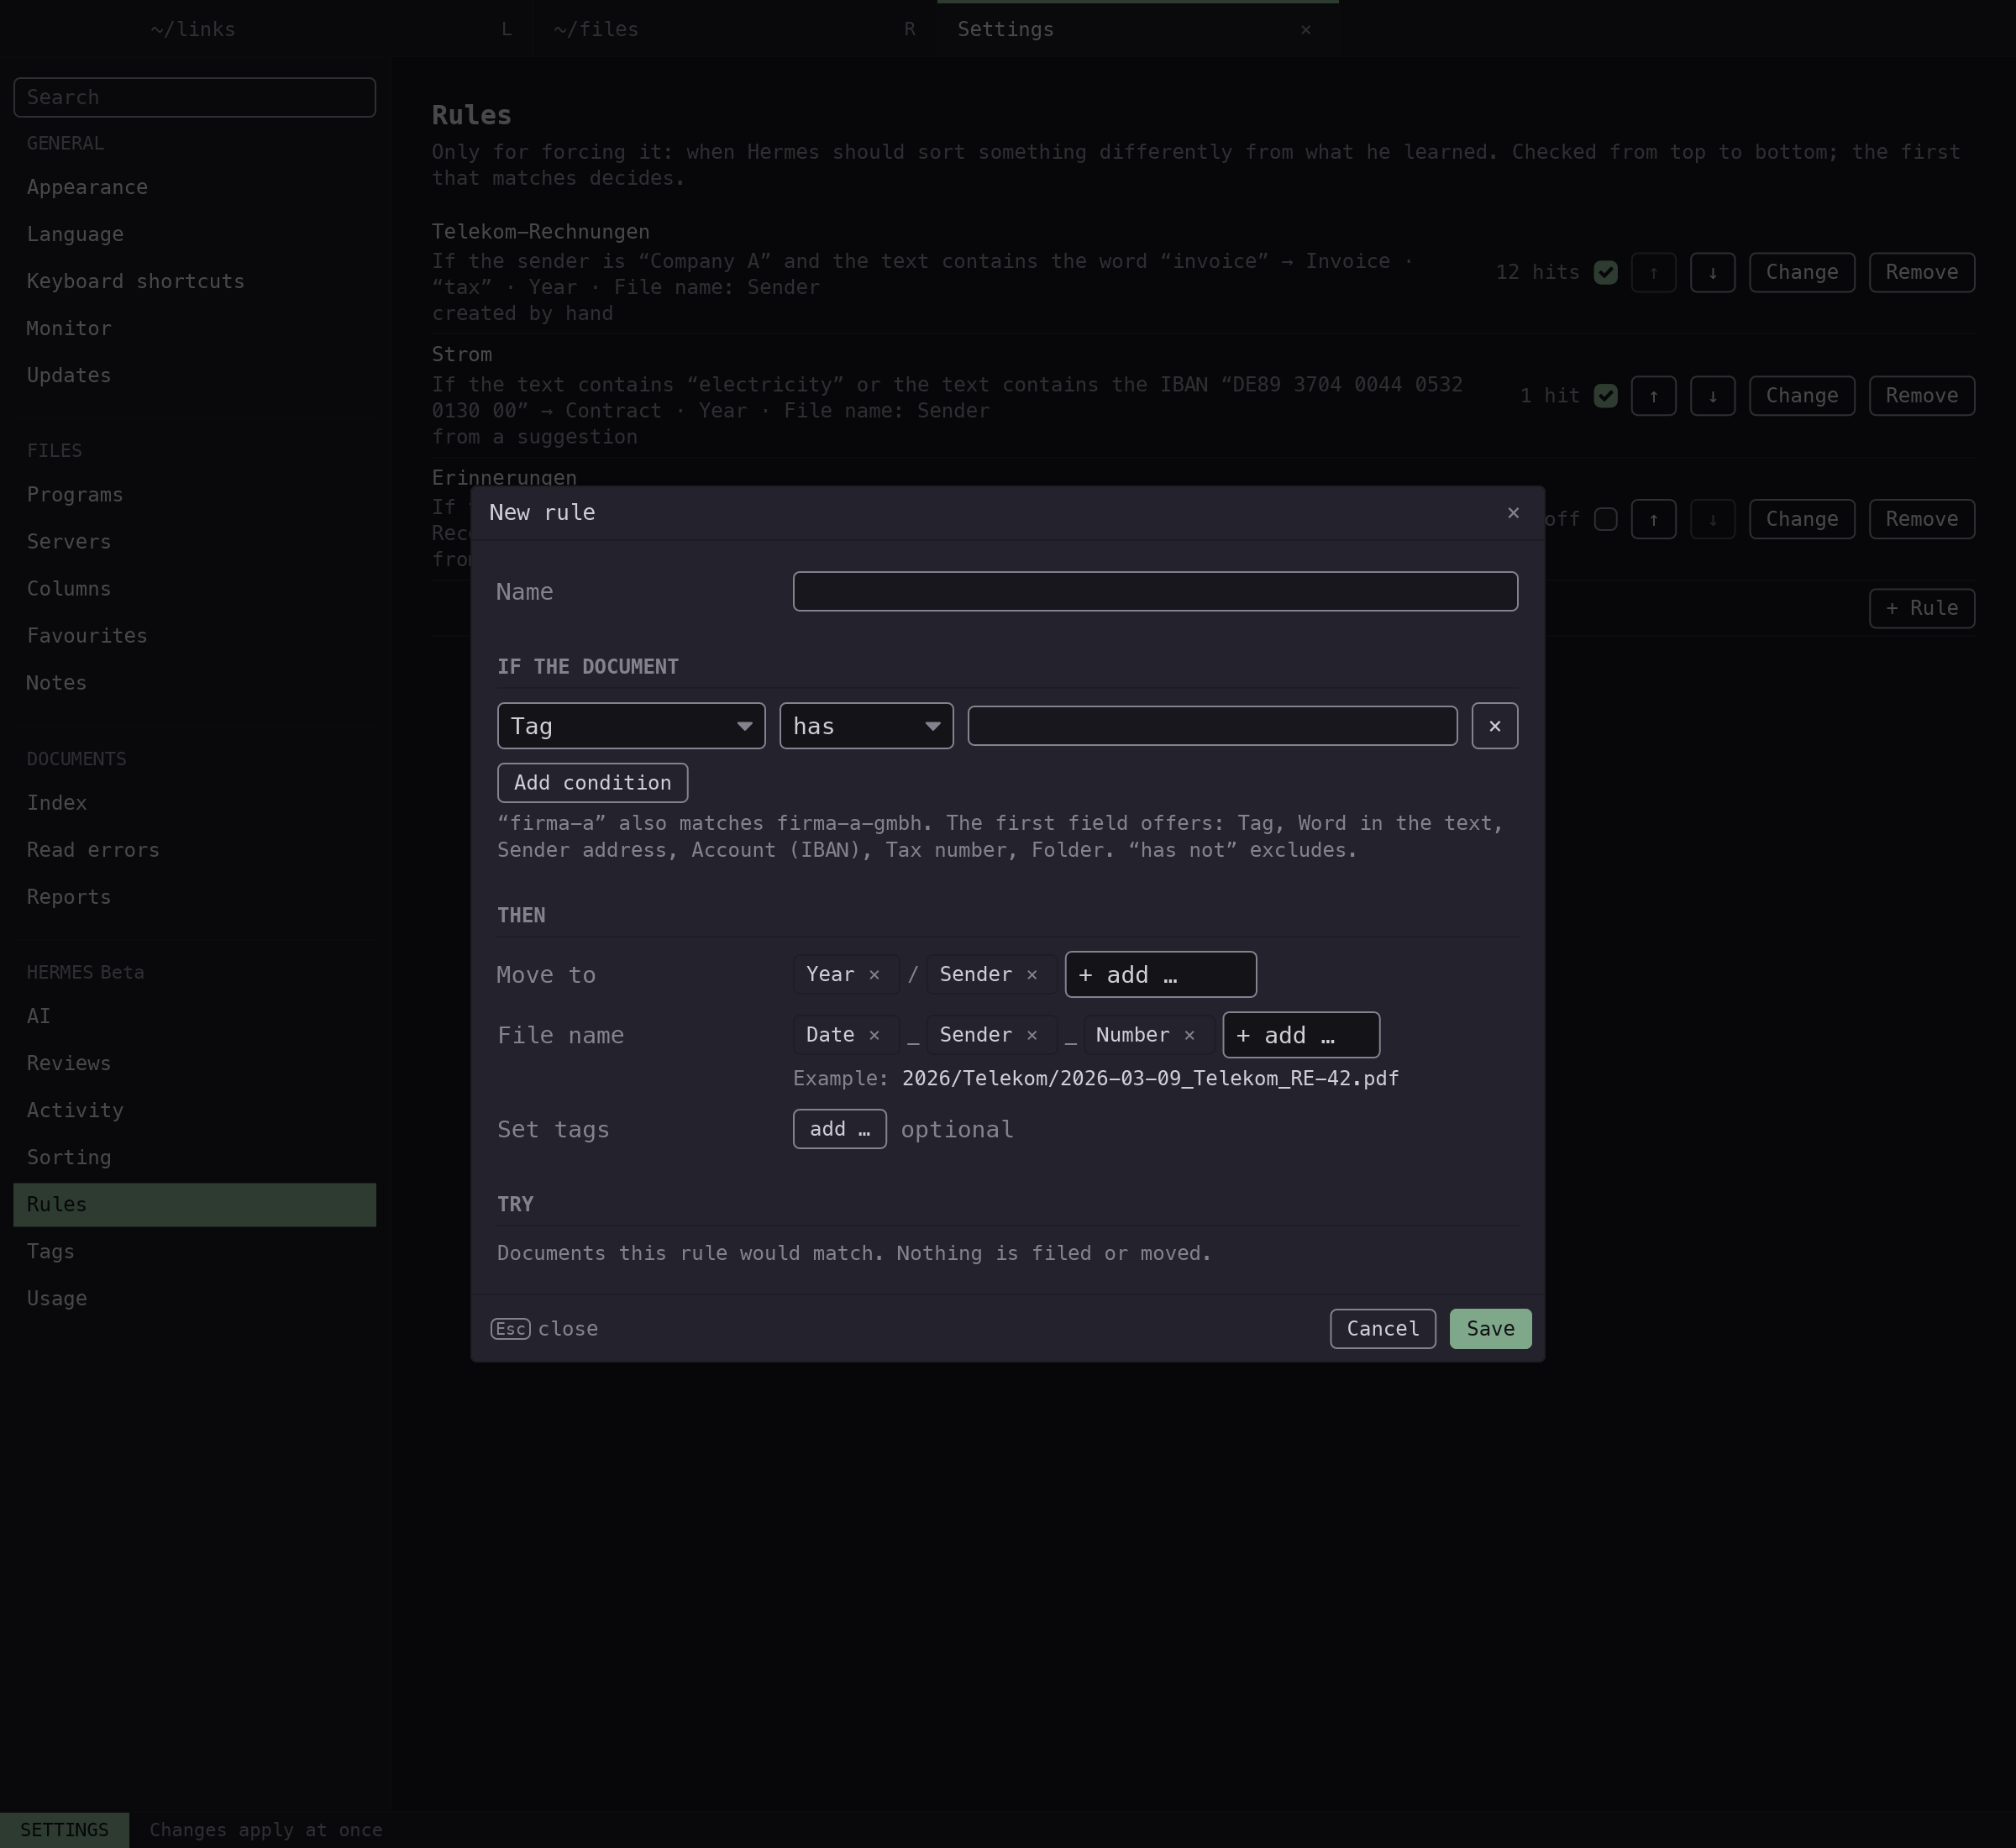 ~/links L ~/files R Settings ×
Search
GENERAL
Appearance
Language
Keyboard shortcuts
Monitor
Updates
FILES
Programs
Servers
Columns
Favourites
Notes
DOCUMENTS
Index
Read errors
Reports
HERMES Beta
AI
Reviews
Activity
Sorting
Rules
Tags
Usage
Rules
Only for forcing it: when Hermes should sort something differently from what he learned. Checked from top to bottom; the first
that matches decides.
Telekom-Rechnungen
If the sender is “Company A” and the text contains the word “invoice” → Invoice ·
“tax” · Year · File name: Sender
created by hand
12 hits ↑ ↓ Change Remove
Strom
If the text contains “electricity” or the text contains the IBAN “DE89 3704 0044 0532
0130 00” → Contract · Year · File name: Sender
from a suggestion
1 hit ↑ ↓ Change Remove
Erinnerungen
If
off ↑ ↓ Change Remove
+ Rule
New rule ×
Name
IF THE DOCUMENT
Tag has ×
Add condition
“firma-a” also matches firma-a-gmbh. The first field offers: Tag, Word in the text,
Sender address, Account (IBAN), Tax number, Folder. “has not” excludes.
THEN
Move to Year × / Sender × + add …
File name Date × _ Sender × _ Number × + add …
Example: 2026/Telekom/2026-03-09_Telekom_RE-42.pdf
Set tags add … optional
TRY
Documents this rule would match. Nothing is filed or moved.
Esc close Cancel Save
SETTINGS Changes apply at once